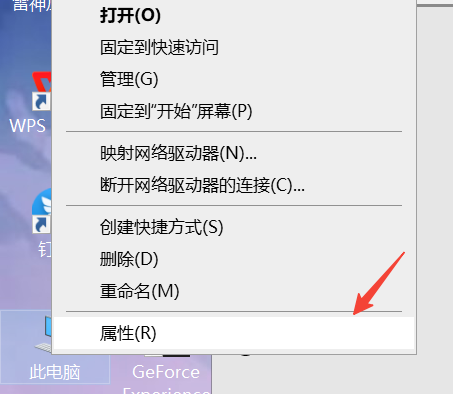 雷神加
打开(O)
固定到快速访问
管理(G)
固定到“开始”屏幕(P)
映射网络驱动器(N)...
断开网络驱动器的连接(C)...
创建快捷方式(S)
删除(D)
重命名(M)
属性(R)
WPS
钉
此电脑
GeForce
Experience